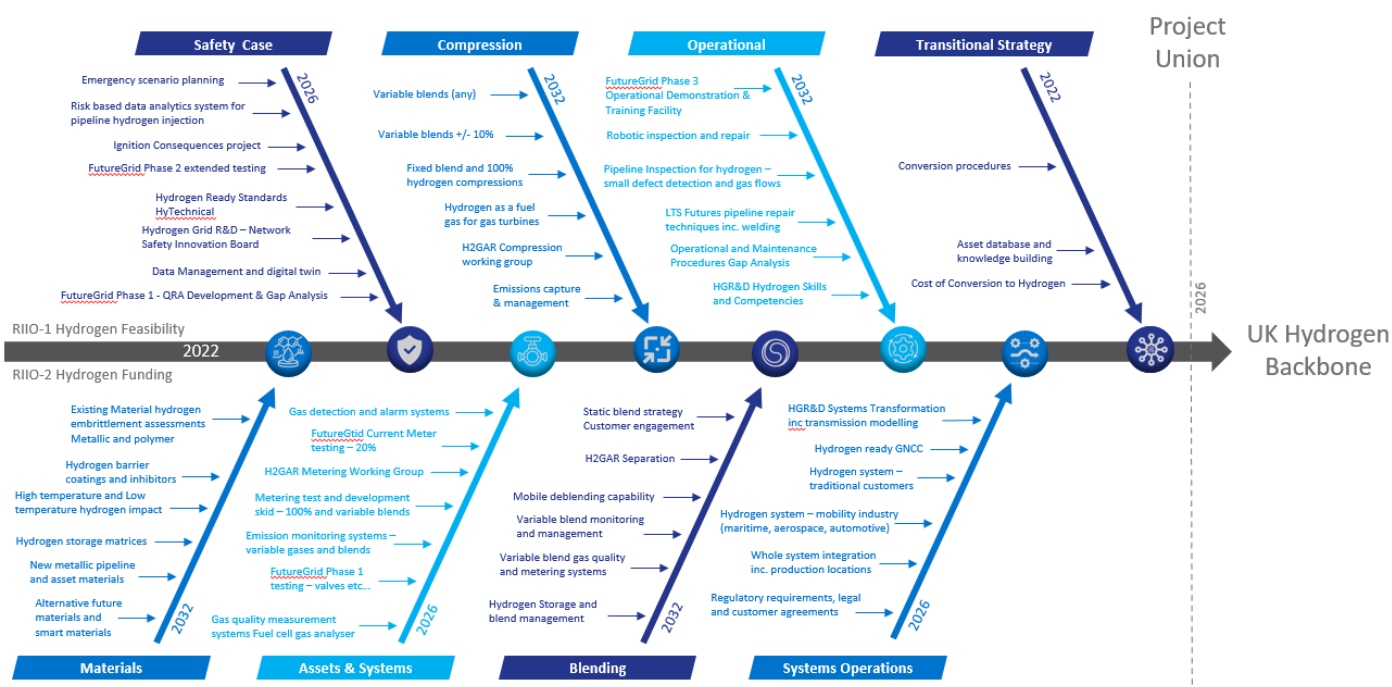 Project
Union
Safety Case
2026
Emergency scenario planning
Risk based data analytics system for
pipeline hydrogen injection
Ignition Consequences project
FutureGrid Phase 2 extended testing
Hydrogen Ready Standards
HyTechnical
Hydrogen Grid R&D – Network
Safety Innovation Board
Data Management and digital twin
FutureGrid Phase 1 - QRA Development & Gap Analysis
Compression
2032
Variable blends (any)
Variable blends +/- 10%
Fixed blend and 100%
hydrogen compressions
Hydrogen as a fuel
gas for gas turbines
H2GAR Compression
working group
Emissions capture
& management
Operational
2032
FutureGrid Phase 3
Operational Demonstration &
Training Facility
Robotic inspection and repair
Pipeline Inspection for hydrogen –
small defect detection and gas flows
LTS Futures pipeline repair
techniques inc. welding
Operational and Maintenance
Procedures Gap Analysis
HGR&D Hydrogen Skills
and Competencies
Transitional Strategy
2022
Conversion procedures
Asset database and
knowledge building
Cost of Conversion to Hydrogen
2026
RIIO-1 Hydrogen Feasibility
2022
RIIO-2 Hydrogen Funding
UK Hydrogen
Backbone
Existing Material hydrogen
embrittlement assessments
Metallic and polymer
Hydrogen barrier
coatings and inhibitors
High temperature and Low
temperature hydrogen impact
Hydrogen storage matrices
New metallic pipeline
and asset materials
Alternative future
materials and
smart materials
2032
Materials
Gas detection and alarm systems
FutureGtid Current Meter
testing – 20%
H2GAR Metering Working Group
Metering test and development
skid – 100% and variable blends
Emission monitoring systems –
variable gases and blends
FutureGrid Phase 1
testing – valves etc...
Gas quality measurement
systems Fuel cell gas analyser
2026
Assets & Systems
Static blend strategy
Customer engagement
H2GAR Separation
Mobile deblending capability
Variable blend monitoring
and management
Variable blend gas quality
and metering systems
Hydrogen Storage and
blend management
2032
Blending
HGR&D Systems Transformation
inc transmission modelling
Hydrogen ready GNCC
Hydrogen system –
traditional customers
Hydrogen system – mobility industry
(maritime, aerospace, automotive}
Whole system integration
inc. production locations
Regulatory requirements, legal
and customer agreements
2026
Systems Operations